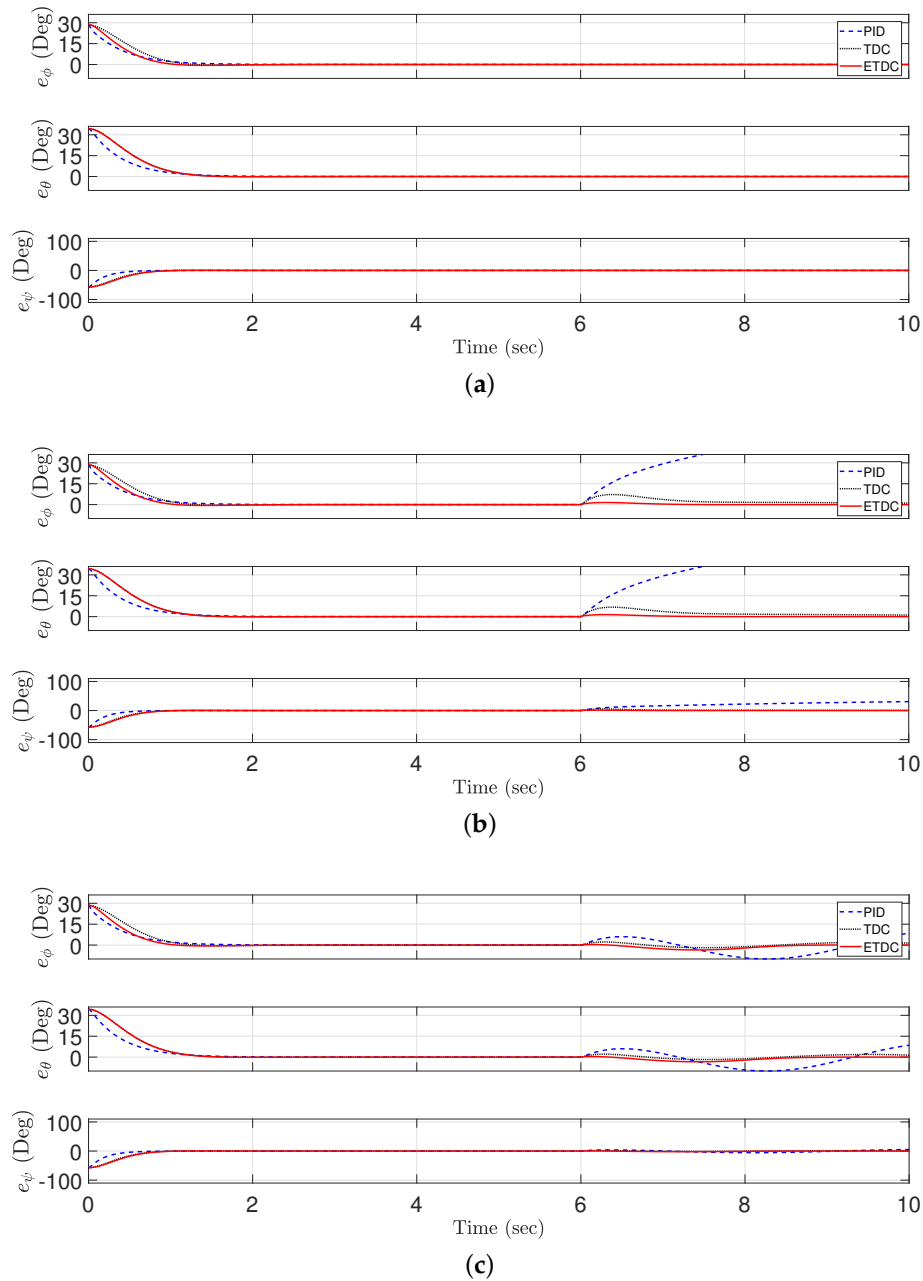 30
15
0
e_ϕ (Deg)
PID
TDC
ETDC
30
15
0
e_θ (Deg)
100
0
-100
e_ψ (Deg)
0 2 4 6 8 10
Time (sec)
(a)
30
15
0
e_ϕ (Deg)
PID
TDC
ETDC
30
15
0
e_θ (Deg)
100
0
-100
e_ψ (Deg)
0 2 4 6 8 10
Time (sec)
(b)
30
15
0
e_ϕ (Deg)
PID
TDC
ETDC
30
15
0
e_θ (Deg)
100
0
-100
e_ψ (Deg)
0 2 4 6 8 10
Time (sec)
(c)